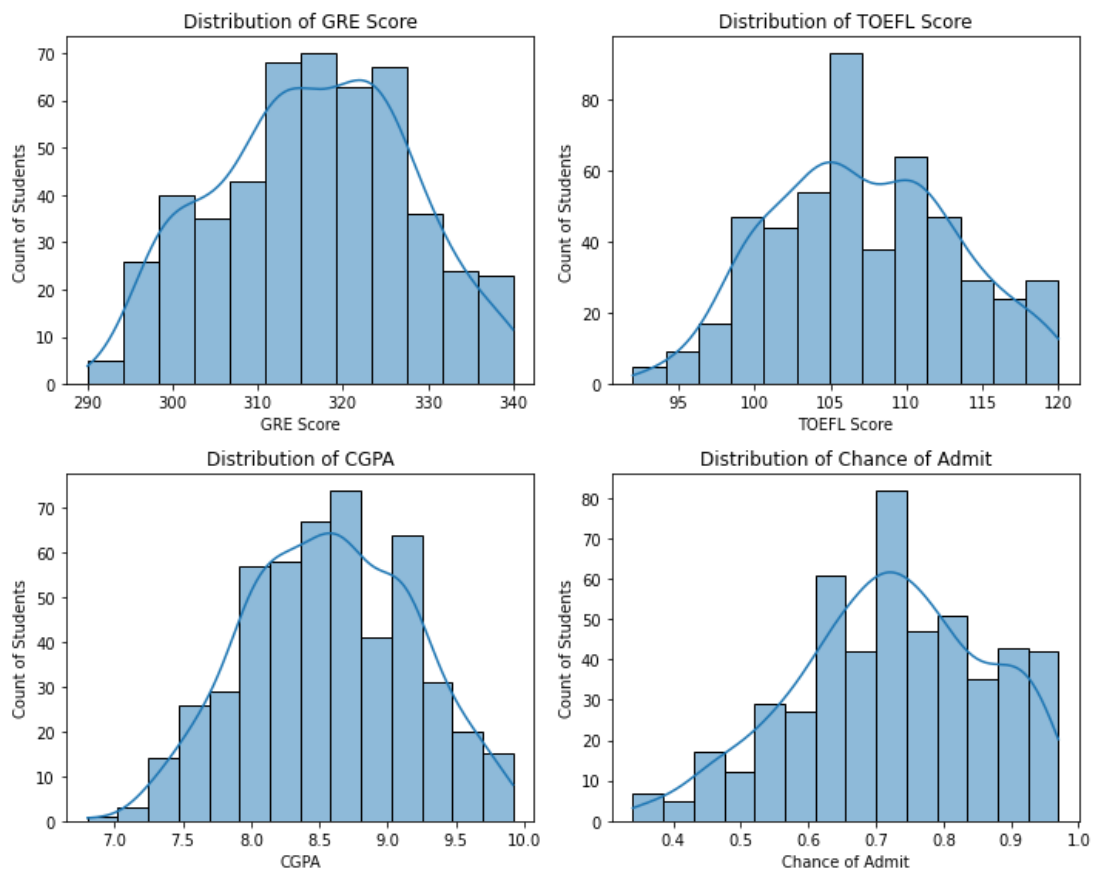 Distribution of GRE Score
Count of Students
70
60
50
40
30
20
10
0
290 300 310 320 330 340
GRE Score
Distribution of TOEFL Score
Count of Students
80
60
40
20
0
95 100 105 110 115 120
TOEFL Score
Distribution of CGPA
Count of Students
70
60
50
40
30
20
10
0
7.0 7.5 8.0 8.5 9.0 9.5 10.0
CGPA
Distribution of Chance of Admit
Count of Students
80
70
60
50
40
30
20
10
0
0.4 0.5 0.6 0.7 0.8 0.9 1.0
Chance of Admit